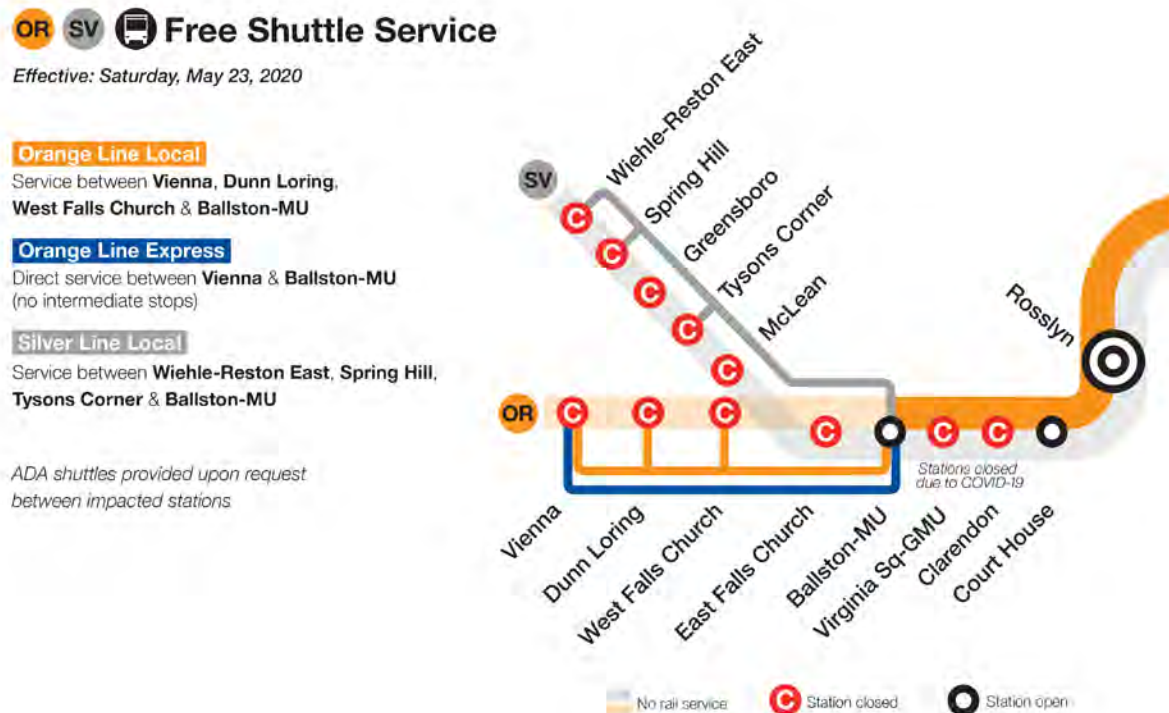 OR SV Free Shuttle Service
Effective: Saturday, May 23, 2020
Orange Line Local
Service between Vienna, Dunn Loring,
West Falls Church & Ballston-MU
Orange Line Express
Direct service between Vienna & Ballston-MU
(no intermediate stops)
Silver Line Local
Service between Wiehle-Reston East, Spring Hill,
Tysons Corner & Ballston-MU
ADA shuttles provided upon request
between impacted stations
SV
Wiehle-Reston East
Spring Hill
Greensboro
Tysons Corner
McLean
Rosslyn
C
C
C
C
C
OR
C
C
C
C
C
C
Stations closed
due to COVID-19
Vienna
Dunn Loring
West Falls Church
East Falls Church
Ballston-MU
Virginia Sq-GMU
Clarendon
Court House
No rail service
C Station closed
Station open